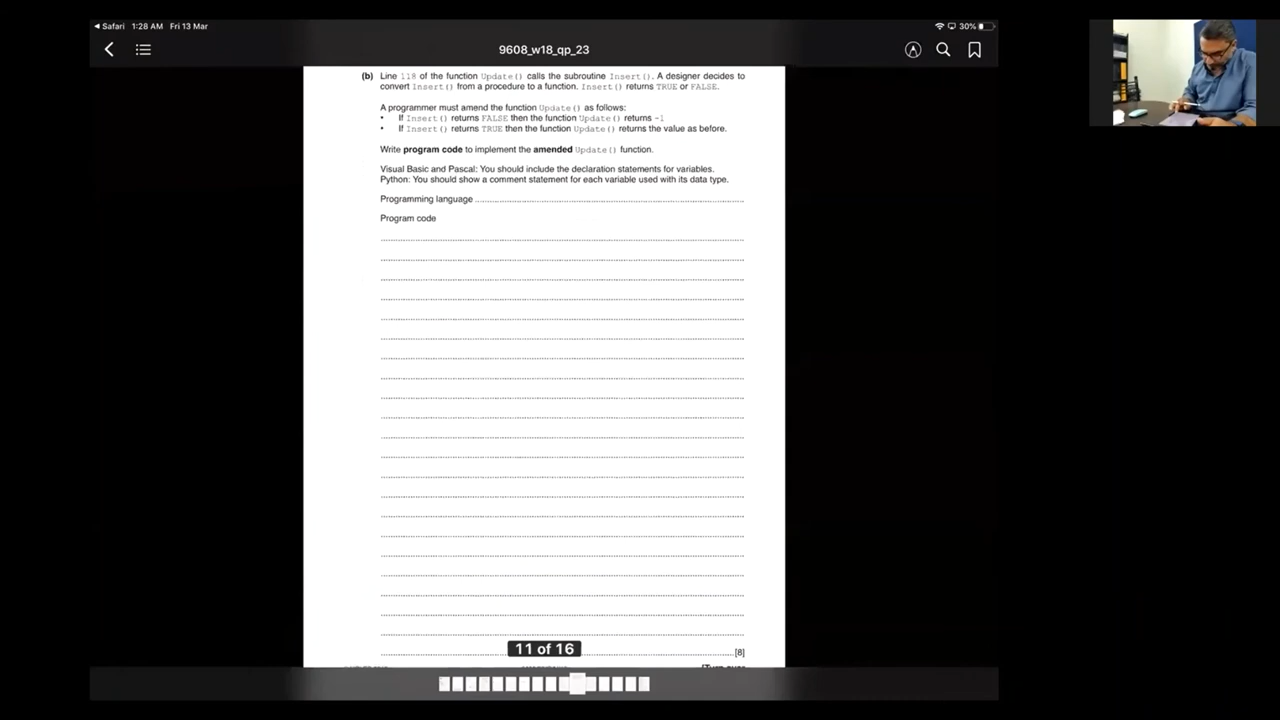 Safari 1:28 AM Fri 13 Mar
30%
9608_w18_qp_23
(b) Line 118 of the function Update() calls the subroutine Insert(). A designer decides to
convert Insert() from a procedure to a function. Insert() returns TRUE or FALSE.
A programmer must amend the function Update() as follows:
• If Insert() returns FALSE then the function Update() returns -1
• If Insert() returns TRUE then the function Update() returns the value as before.
Write program code to implement the amended Update() function.
Visual Basic and Pascal: You should include the declaration statements for variables.
Python: You should show a comment statement for each variable used with its data type.
Programming language
Program code
[8]
11 of 16